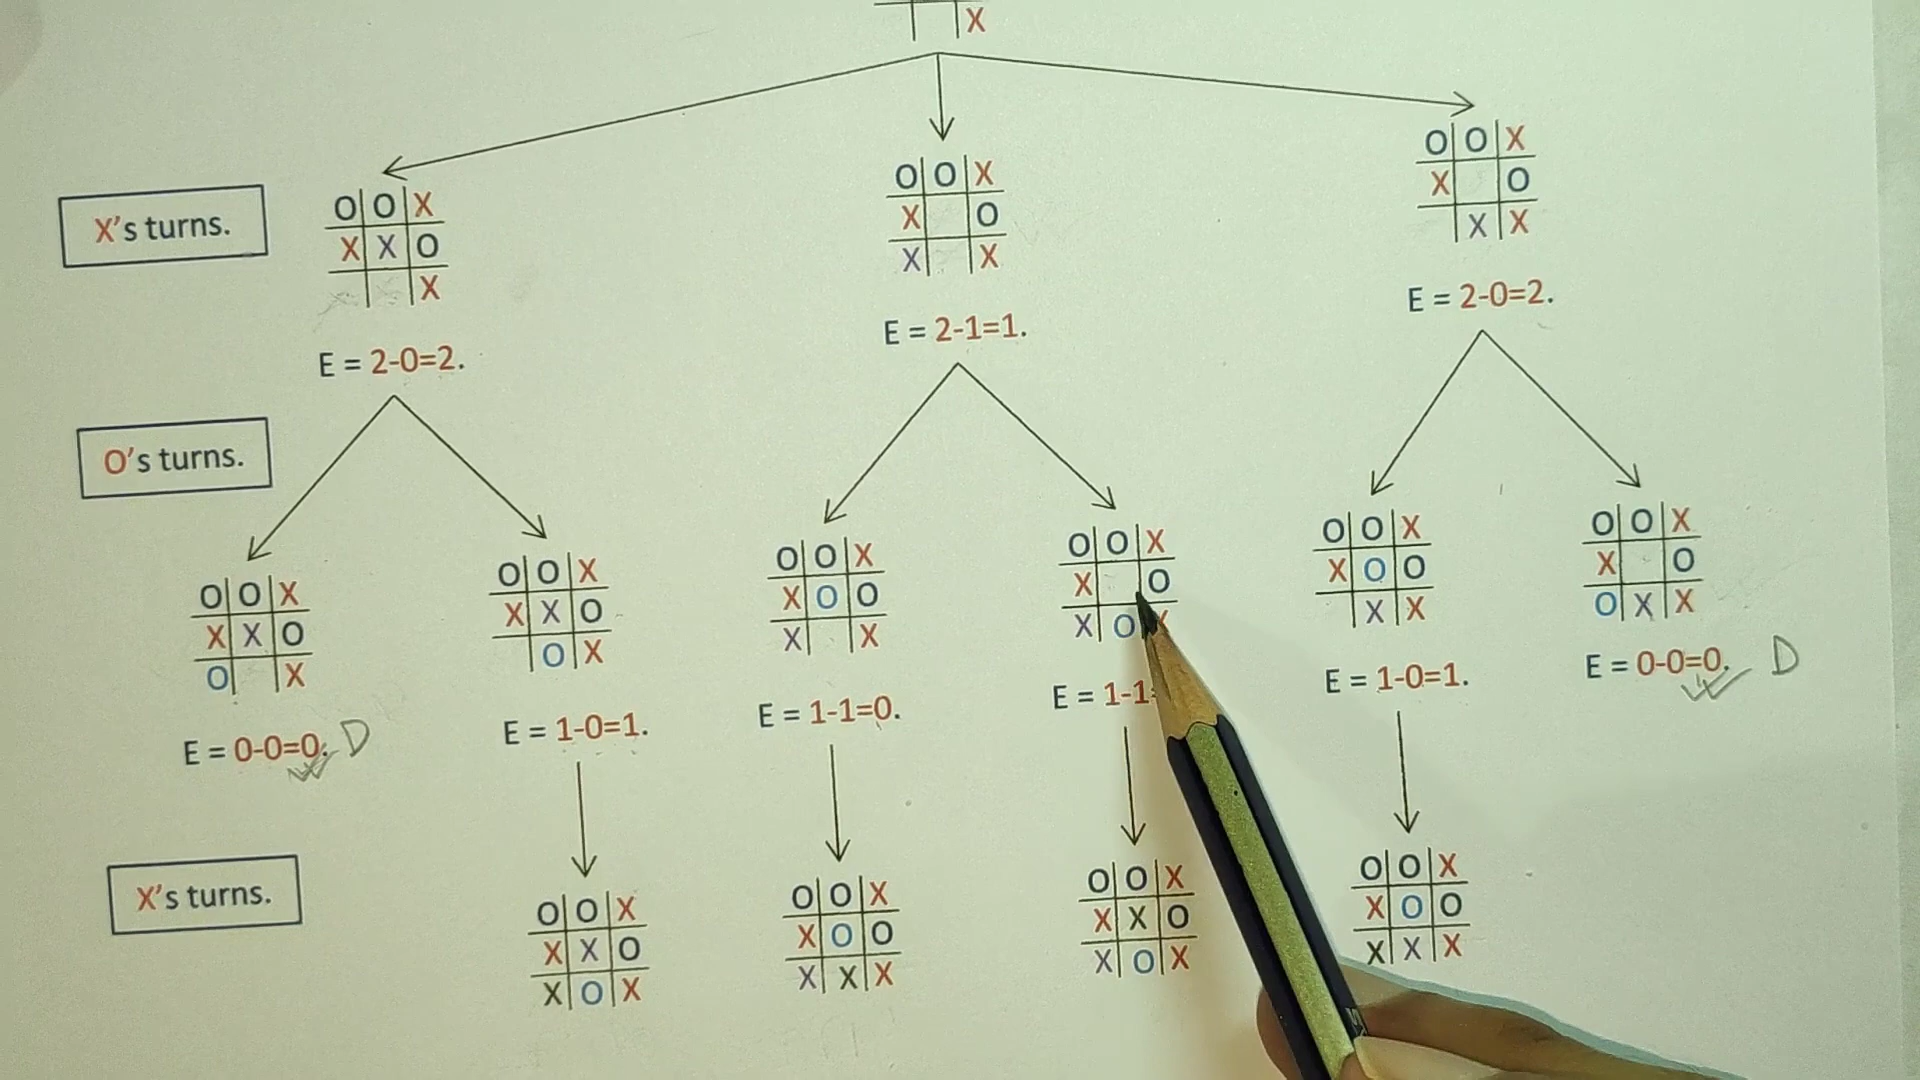 X
O O X
X's turns.
O O X
X X O
X
O O X
X O
X X
X O
X X
E = 2-0=2.
E = 2-1=1.
E = 2-0=2.
O's turns.
O O X
X X O
O X
O O X
X X O
O X
O O X
X O O
X X
O O X
X O
X O
O O X
X O O
X X
O O X
X O
O X X
E = 0-0=0. D
E = 1-0=1.
E = 1-1=0.
E = 1-1
E = 1-0=1.
E = 0-0=0. D
X's turns.
O O X
X X O
X O X
O O X
X O O
X X X
O O X
X X O
X O X
O O X
X O O
X X X